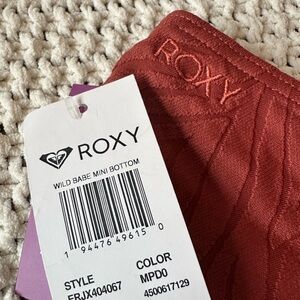 ROXY
ROXY
WILD BABE MINI BOTTOM
1 94476 49615 0
STYLE
ERJX404067
COLOR
MPD0
4500617129